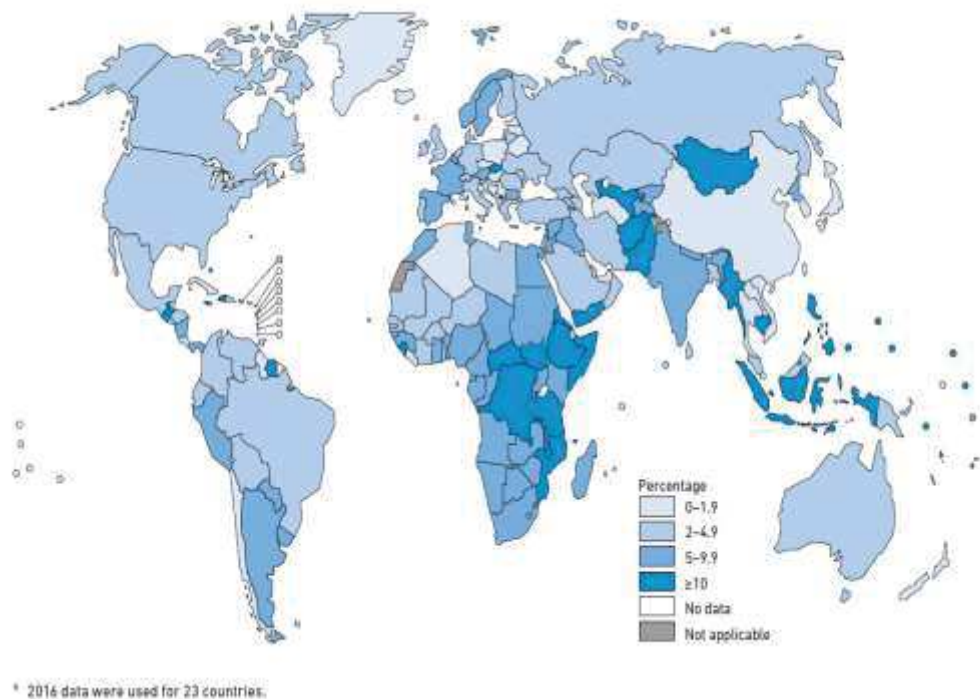 Percentage
0–1.9
2–4.9
5–9.9
≥10
No data
Not applicable
ᵃ 2016 data were used for 23 countries.